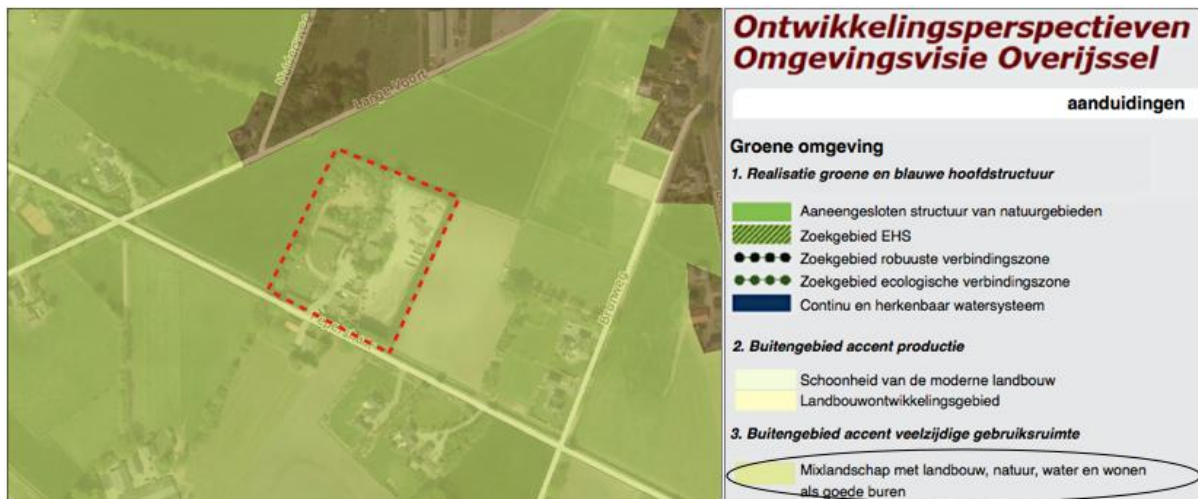 Lange Voort
Brunweg
Ontwikkelingsperspectieven
Omgevingsvisie Overijssel
aanduidingen
Groene omgeving
1. Realisatie groene en blauwe hoofdstructuur
Aaneengesloten structuur van natuurgebieden
Zoekgebied EHS
Zoekgebied robuuste verbindingszone
Zoekgebied ecologische verbindingszone
Continu en herkenbaar watersysteem
2. Buitengebied accent productie
Schoonheid van de moderne landbouw
Landbouwontwikkelingsgebied
3. Buitengebied accent veelzijdige gebruiksruimte
Mixlandschap met landbouw, natuur, water en wonen
als goede buren